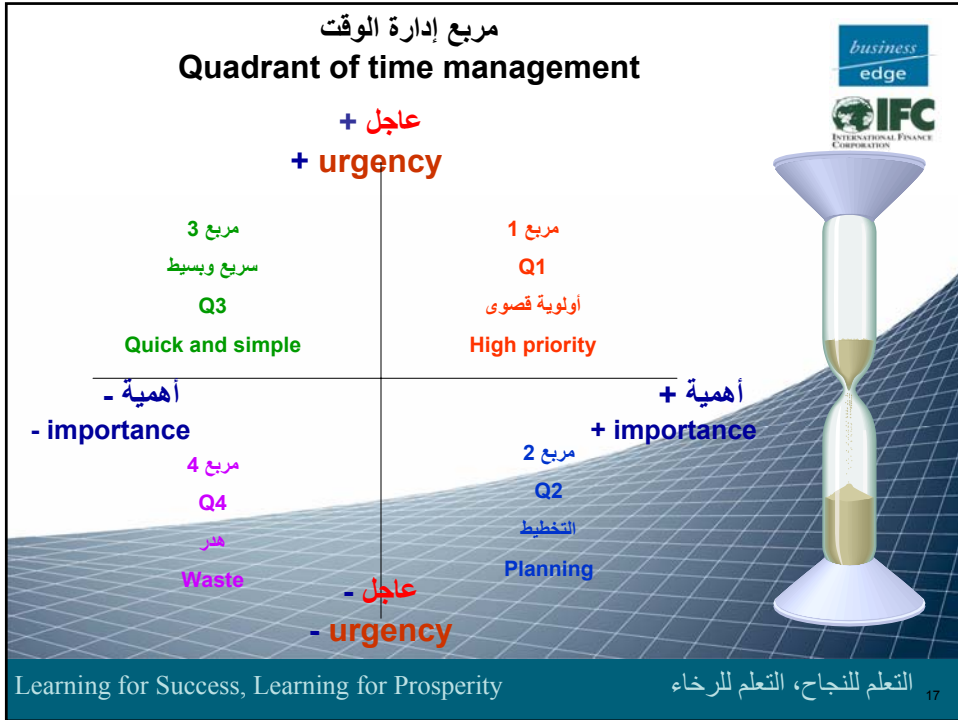 مربع إدارة الوقت
Quadrant of time management
business
edge
IFC
INTERNATIONAL FINANCE
CORPORATION
عاجل +
+ urgency
مربع 3
سريع وبسيط
Q3
Quick and simple
مربع 1
Q1
أولوية قصوى
High priority
أهمية -
- importance
أهمية +
+ importance
مربع 4
Q4
هدر
Waste
مربع 2
Q2
التخطيط
Planning
عاجل -
- urgency
Learning for Success, Learning for Prosperity
التعلم للنجاح، التعلم للرخاء
17